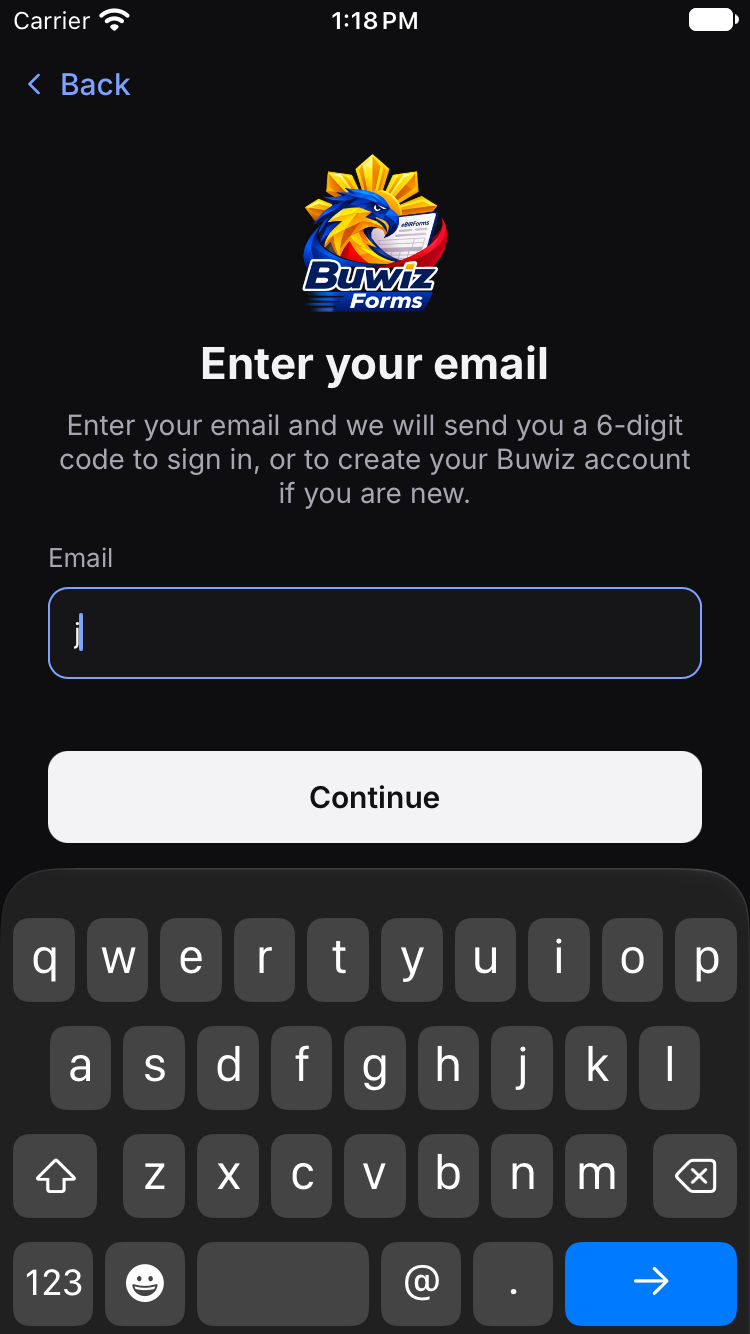 Carrier
1:18 PM
Back
eBIRForms
Buwiz
Forms
Enter your email
Enter your email and we will send you a 6-digit
code to sign in, or to create your Buwiz account
if you are new.
Email
j
Continue
q w e r t y u i o p
a s d f g h j k l
z x c v b n m
123 @ .